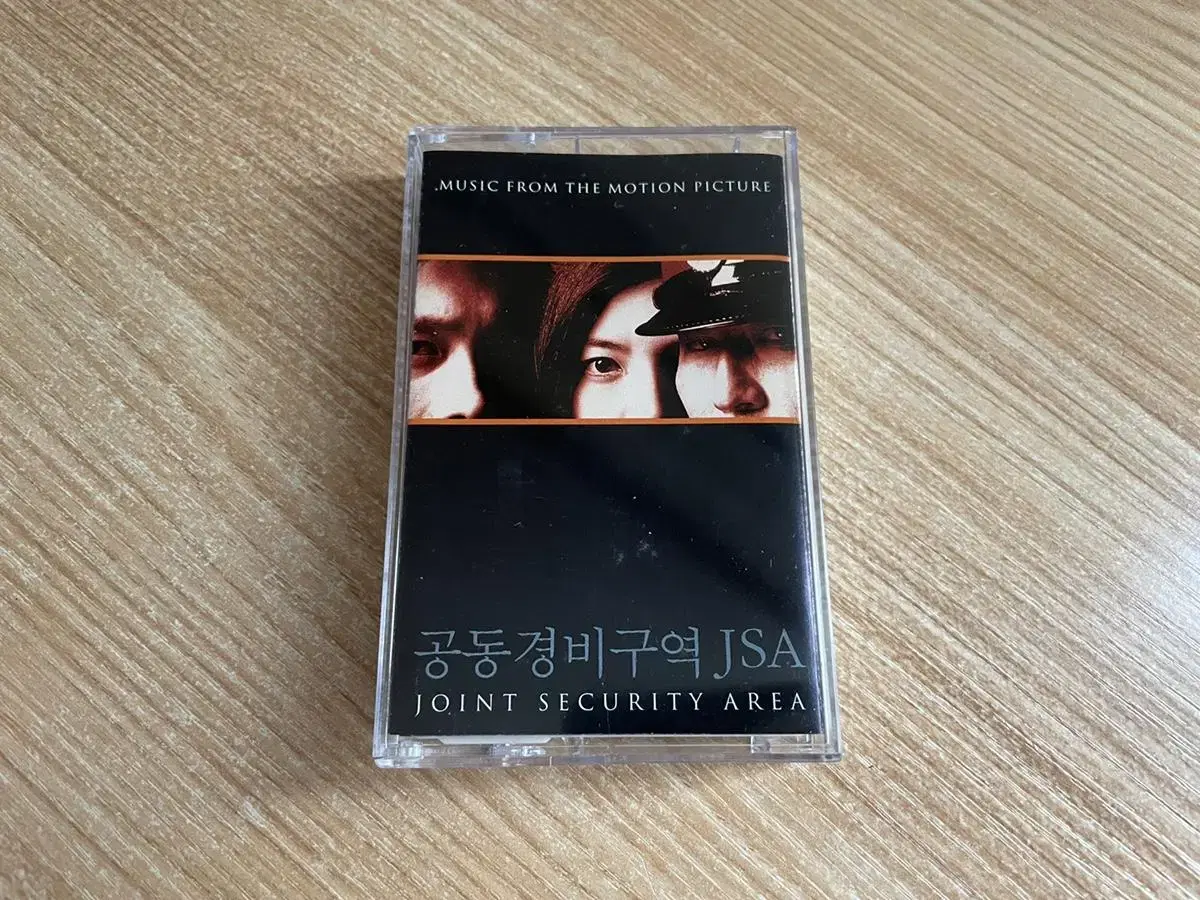 MUSIC FROM THE MOTION PICTURE
공동경비구역 JSA
JOINT SECURITY AREA